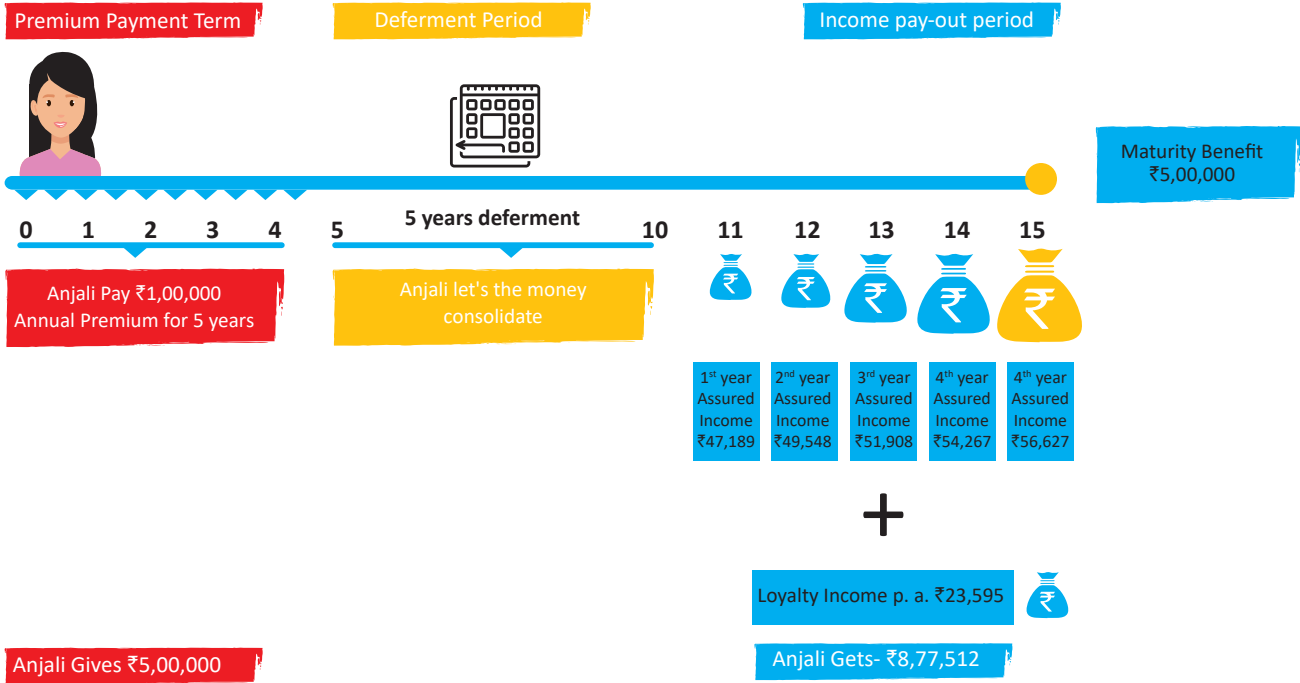 Premium Payment Term
Deferment Period
Income pay-out period
Maturity Benefit
₹5,00,000
0 1 2 3 4
5 years deferment
5 10
11 12 13 14 15
Anjali Pay ₹1,00,000
Annual Premium for 5 years
Anjali let's the money
consolidate
₹ ₹ ₹ ₹ ₹
1st year
Assured
Income
₹47,189
2nd year
Assured
Income
₹49,548
3rd year
Assured
Income
₹51,908
4th year
Assured
Income
₹54,267
4th year
Assured
Income
₹56,627
+
Loyalty Income p. a. ₹23,595
₹
Anjali Gives ₹5,00,000
Anjali Gets- ₹8,77,512